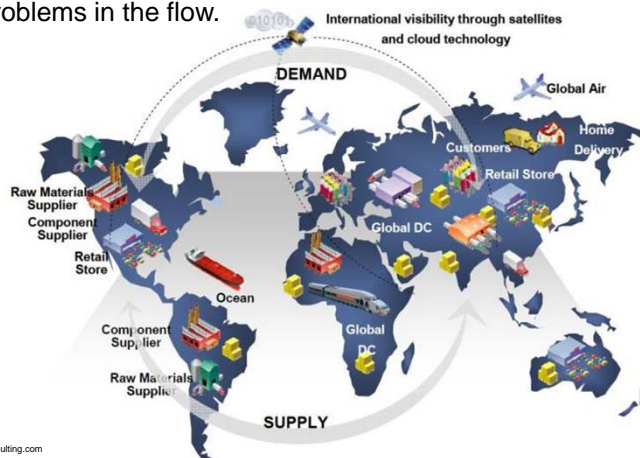 roblems in the flow.
010101
International visibility through satellites
and cloud technology
DEMAND
Global Air
Home
Delivery
Customers
Retail Store
Raw Materials
Supplier
Component
Supplier
Retail
Store
Global DC
Ocean
Component
Supplier
Global
DC
Raw Materials
Supplier
SUPPLY
ulting.com